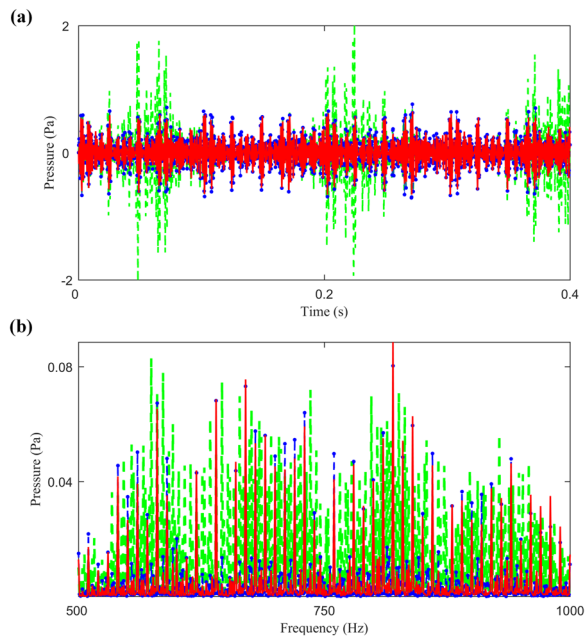 (a)
2
0
-2
Pressure (Pa)
0
0.2
0.4
Time (s)
(b)
0.08
0.04
Pressure (Pa)
500
750
1000
Frequency (Hz)